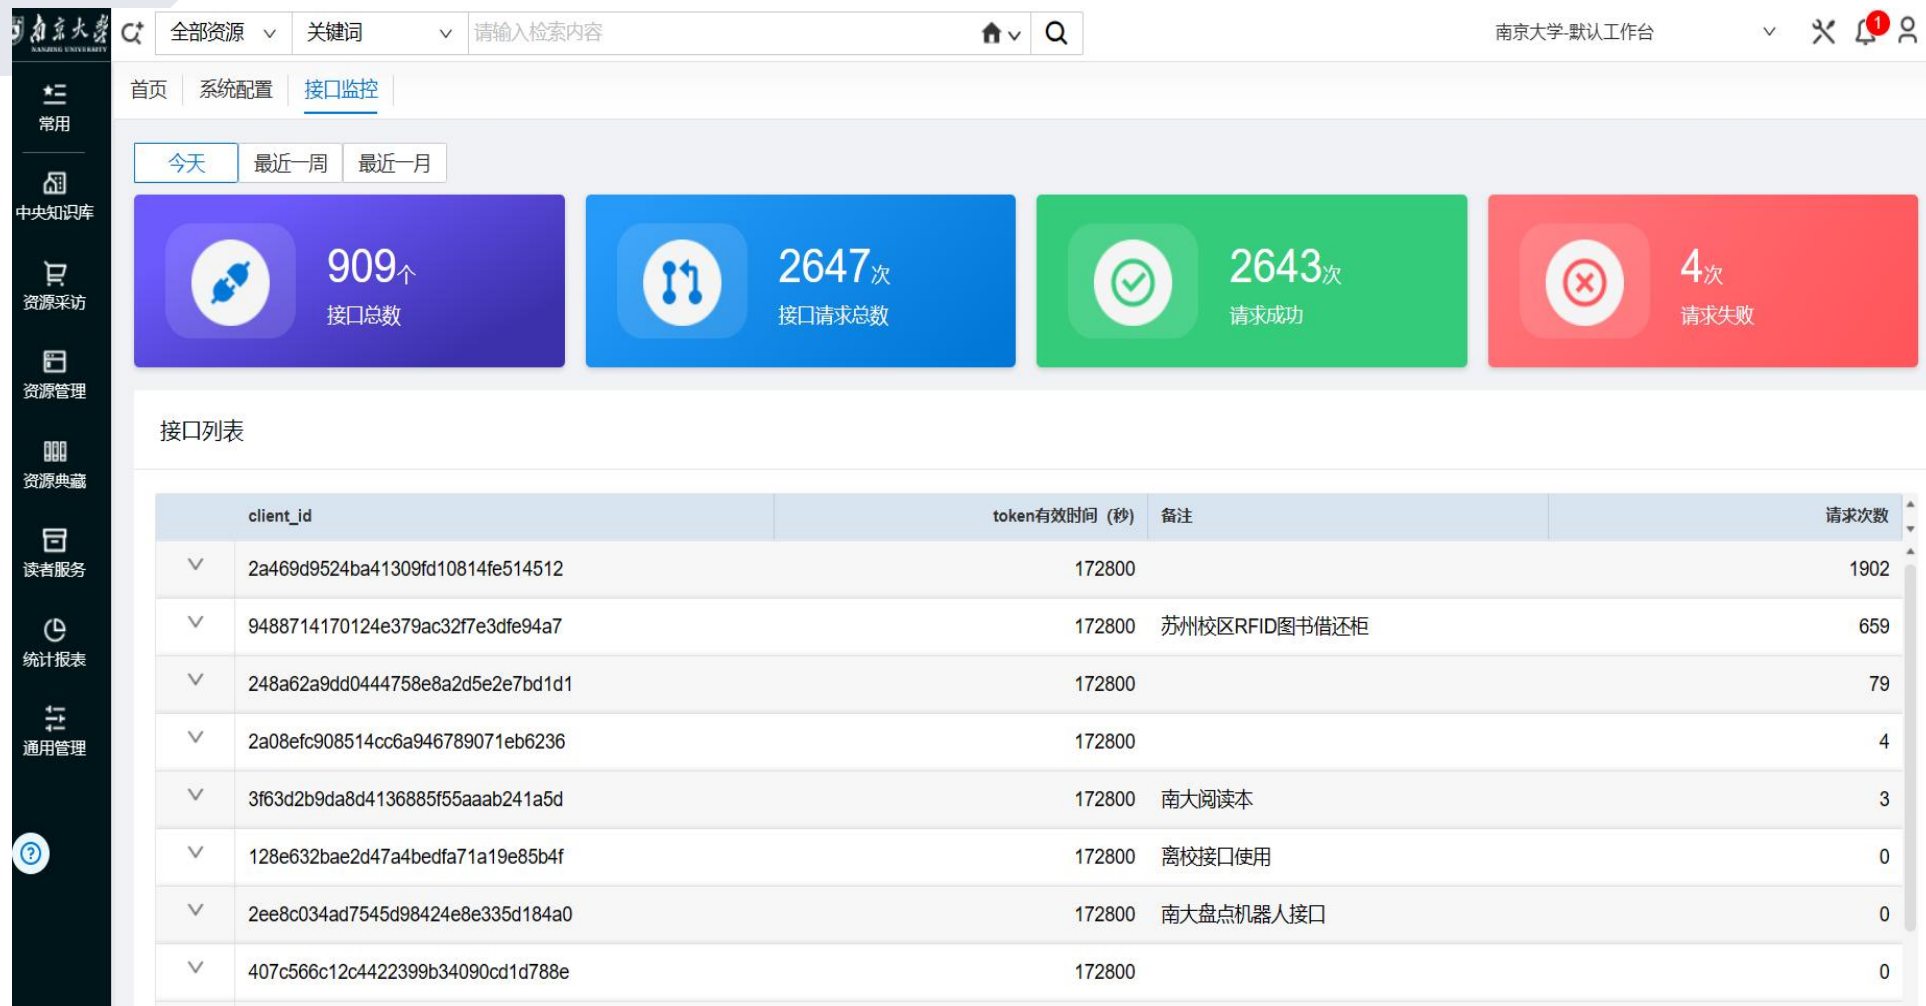 南京大學
NANJING UNIVERSITY
全部资源 关键词 请输入检索内容 南京大学-默认工作台 1
首页 系统配置 接口监控
常用
中央知识库
资源采访
资源管理
资源典藏
读者服务
统计报表
通用管理
今天 最近一周 最近一月
909个
接口总数
2647次
接口请求总数
2643次
请求成功
4次
请求失败
接口列表
client_id token有效时间 (秒) 备注 请求次数
2a469d9524ba41309fd10814fe514512 172800 1902
9488714170124e379ac32f7e3dfe94a7 172800 苏州校区RFID图书借还柜 659
248a62a9dd0444758e8a2d5e2e7bd1d1 172800 79
2a08efc908514cc6a946789071eb6236 172800 4
3f63d2b9da8d4136885f55aaab241a5d 172800 南大阅读本 3
128e632bae2d47a4bedfa71a19e85b4f 172800 离校接口使用 0
2ee8c034ad7545d98424e8e335d184a0 172800 南大盘点机器人接口 0
407c566c12c4422399b34090cd1d788e 172800 0